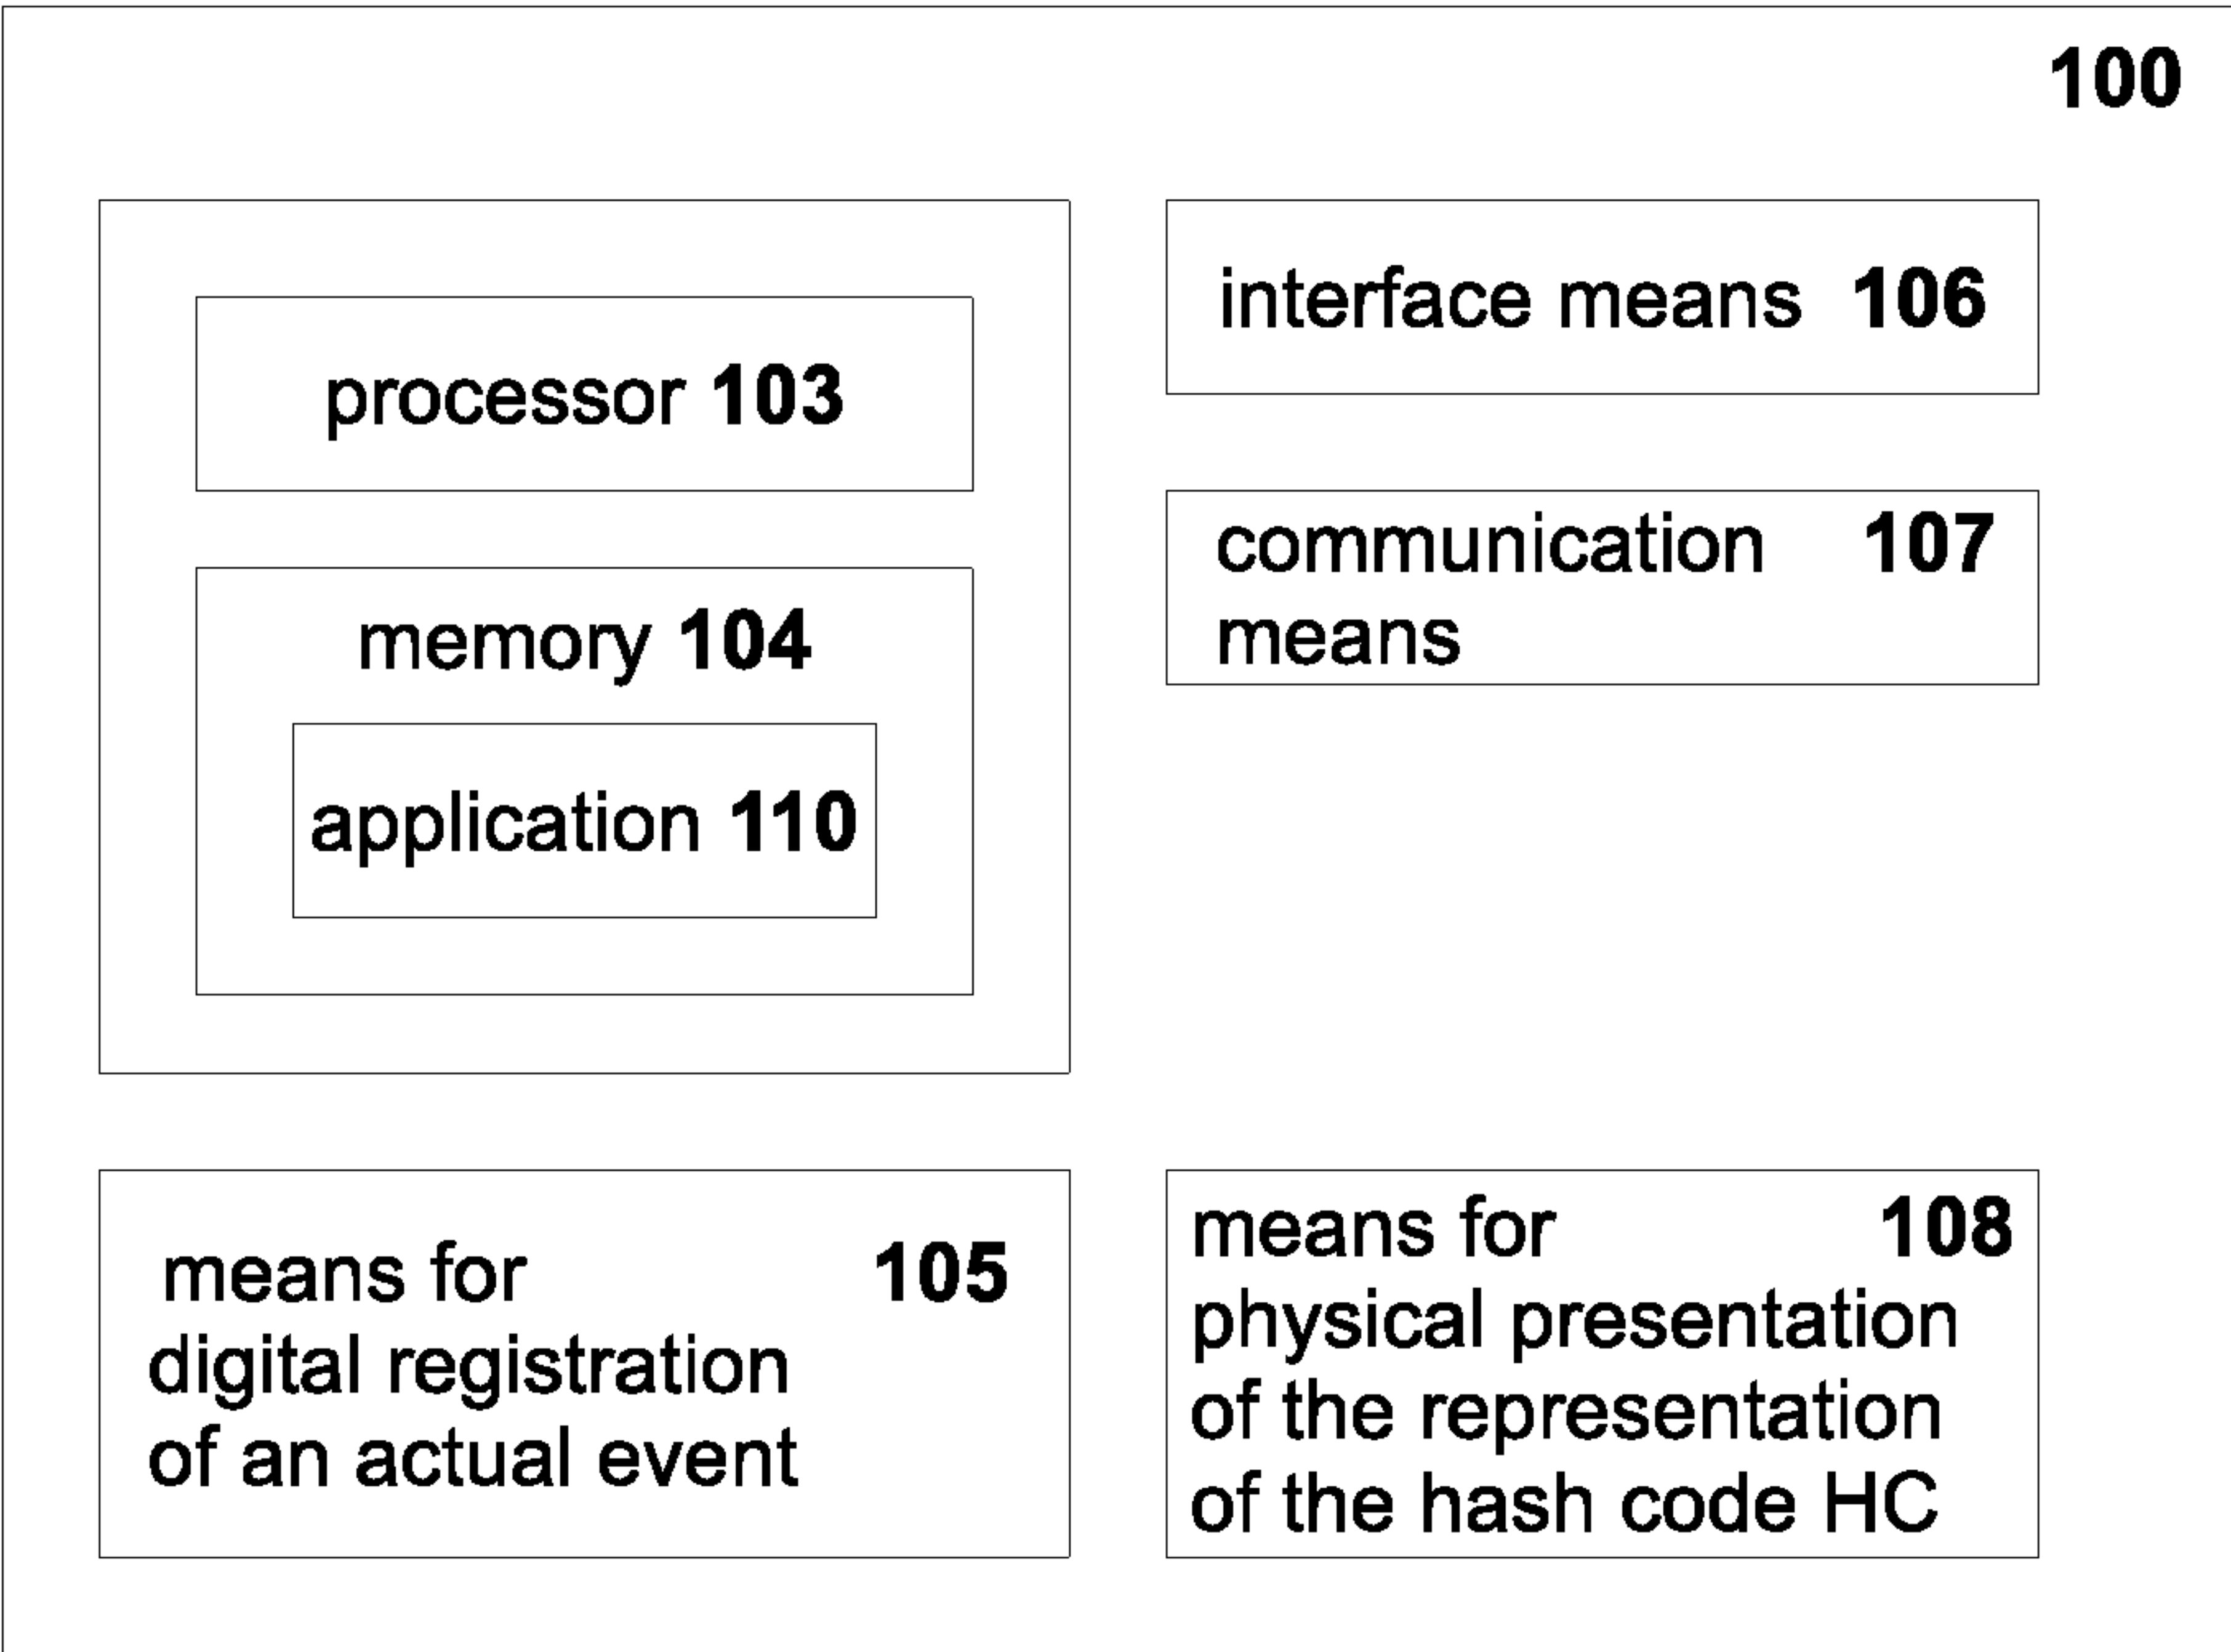 100
processor 103
memory 104
application 110
interface means 106
communication 107
means
means for 105
digital registration
of an actual event
means for 108
physical presentation
of the representation
of the hash code HC